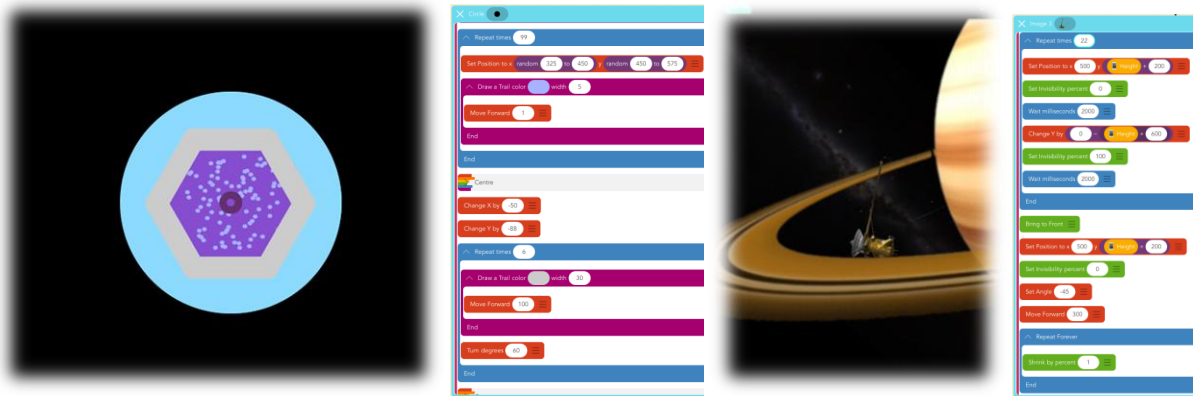 Circle
Repeat times 99
Set Position to x random 325 to 450 y random 450 to 575
Draw a Trail color width 5
Move Forward 1
End
End
Centre
Change X by -50
Change Y by -88
Repeat times 6
Draw a Trail color width 30
Move Forward 100
End
Turn degrees 60
End
Image 1
Repeat times 22
Set Position to x 500 y Height + 200
Set Invisibility percent 0
Wait milliseconds 2000
Change Y by 0 - Height + 600
Set Invisibility percent 100
Wait milliseconds 2000
End
Bring to Front
Set Position to x 500 y Height + 200
Set Invisibility percent 0
Set Angle -45
Move Forward 300
Repeat Forever
Shrink by percent 1
End